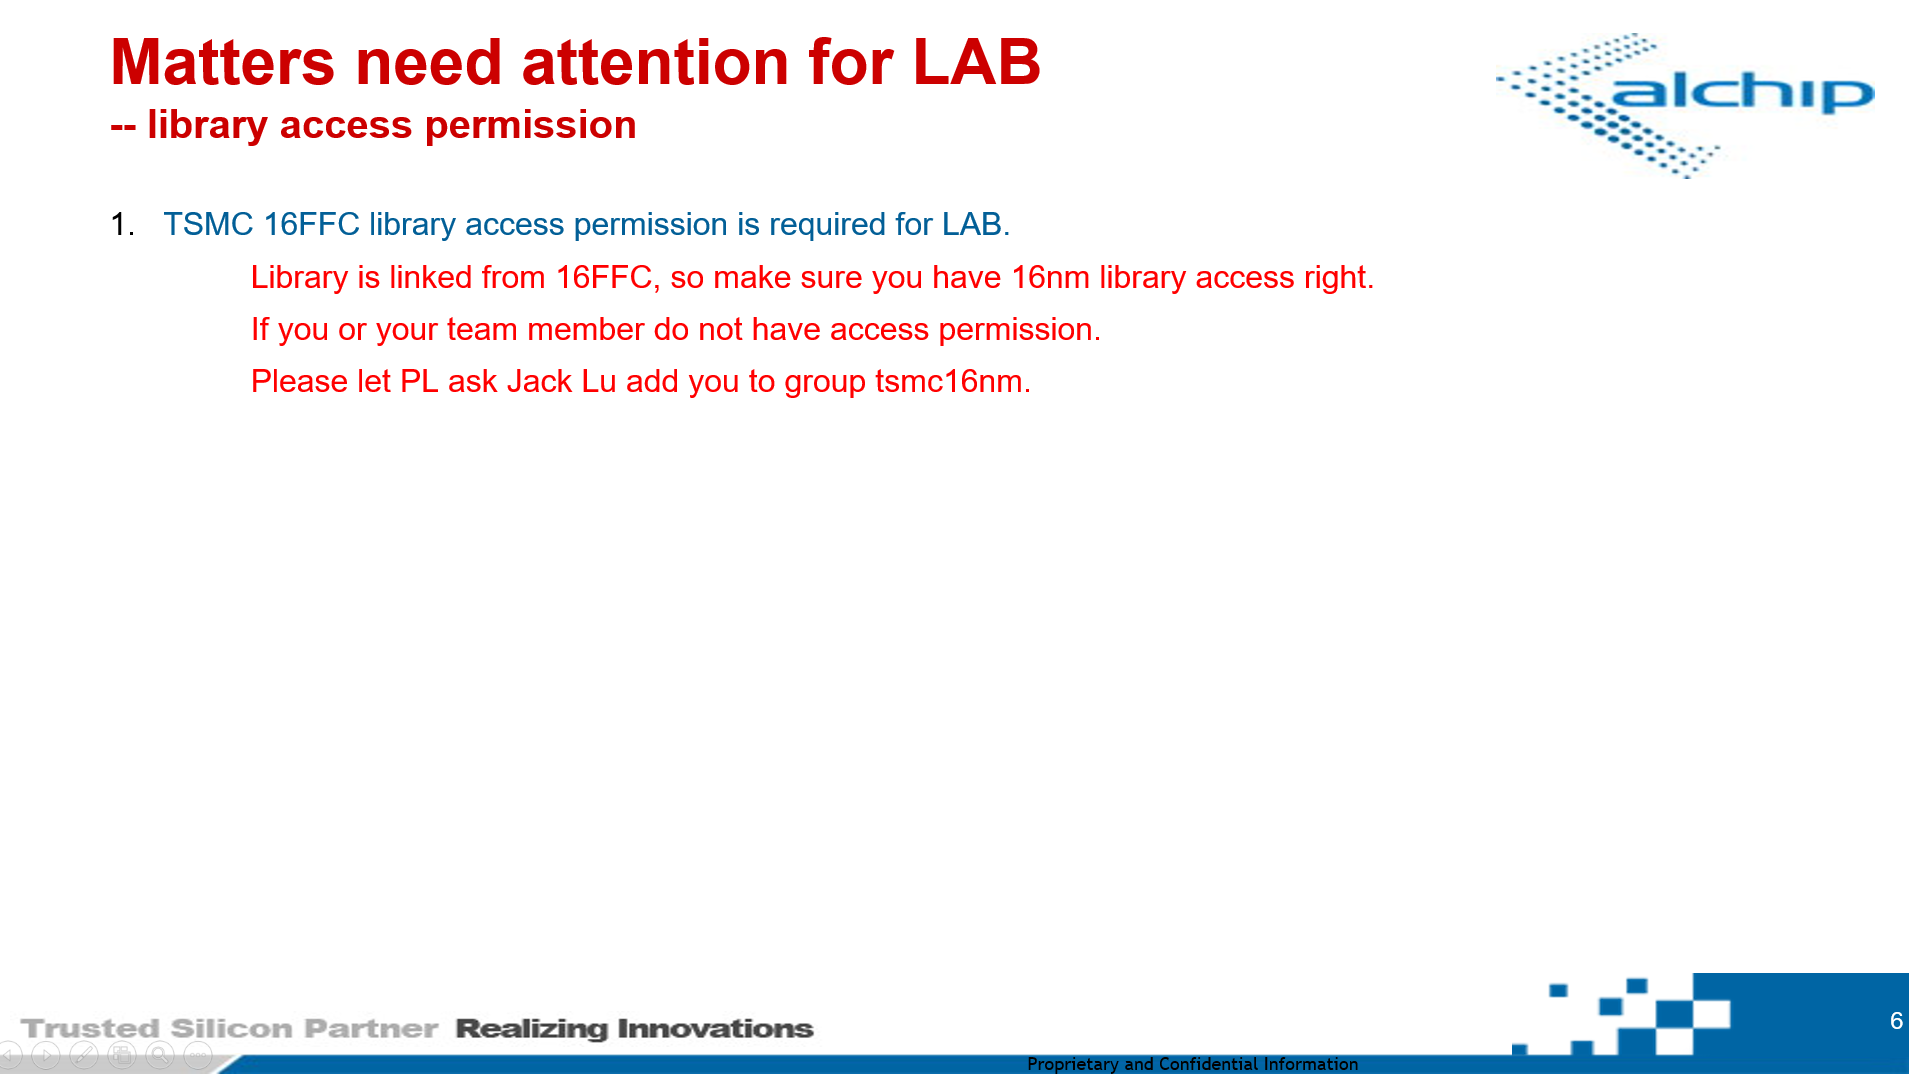 Matters need attention for LAB
-- library access permission
alchip
1. TSMC 16FFC library access permission is required for LAB.
Library is linked from 16FFC, so make sure you have 16nm library access right.
If you or your team member do not have access permission.
Please let PL ask Jack Lu add you to group tsmc16nm.
Trusted Silicon Partner Realizing Innovations
6
Proprietary and Confidential Information